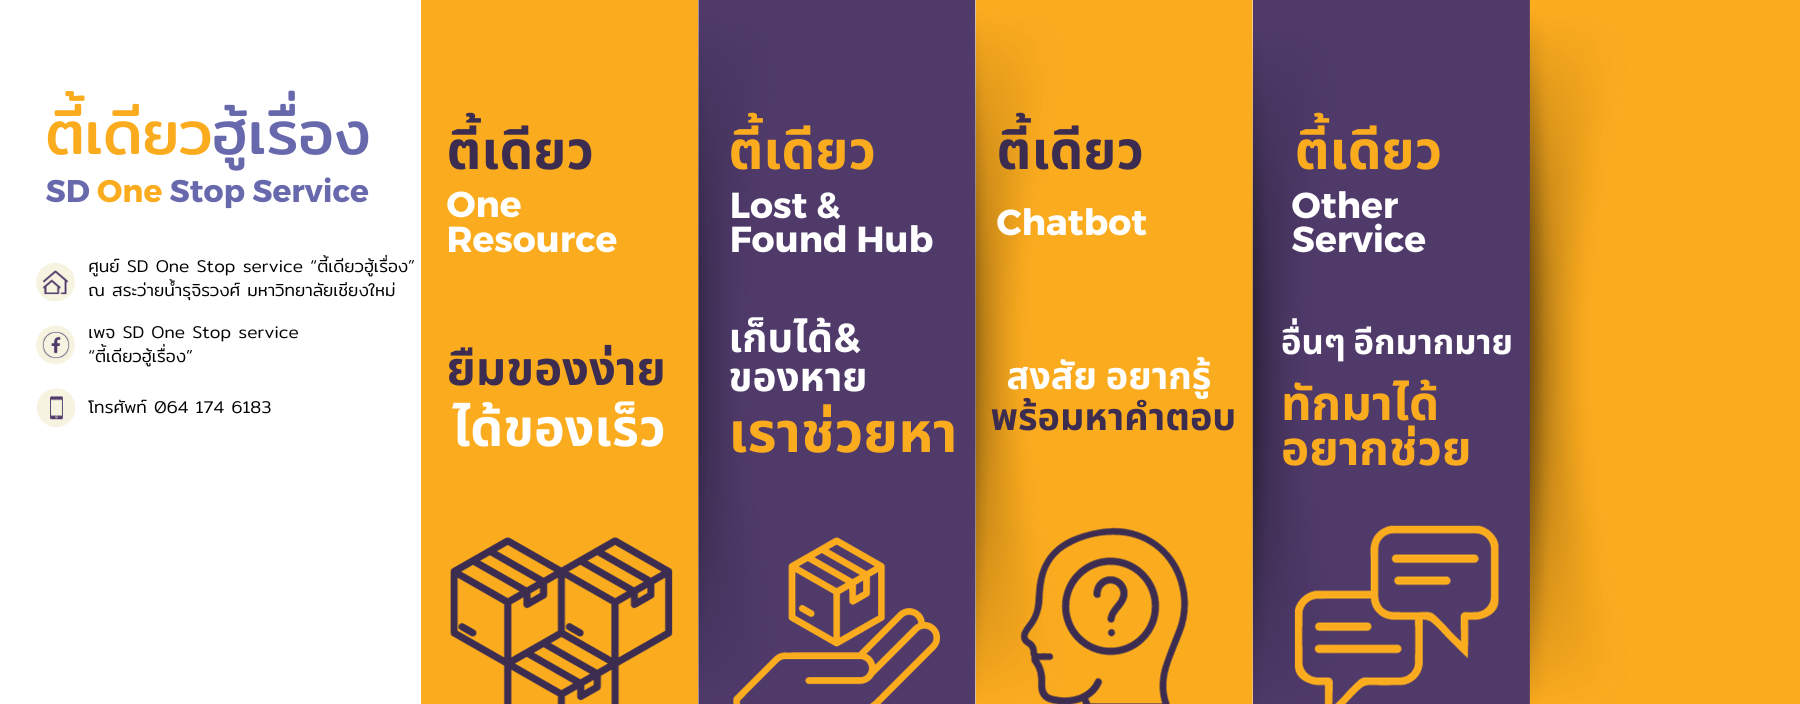 ตี้เดียวฮู้เรื่อง
SD One Stop Service
ศูนย์ SD One Stop service “ตี้เดียวฮู้เรื่อง”
ณ สระว่ายน้ำรุจิรวงศ์ มหาวิทยาลัยเชียงใหม่
เพจ SD One Stop service
“ตี้เดียวฮู้เรื่อง”
โทรศัพท์ 064 174 6183
ตี้เดียว
One
Resource
ยืมของง่าย
ได้ของเร็ว
ตี้เดียว
Lost &
Found Hub
เก็บได้&
ของหาย
เราช่วยหา
ตี้เดียว
Chatbot
สงสัย อยากรู้
พร้อมหาคำตอบ
ตี้เดียว
Other
Service
อื่นๆ อีกมากมาย
ทักมาได้
อยากช่วย